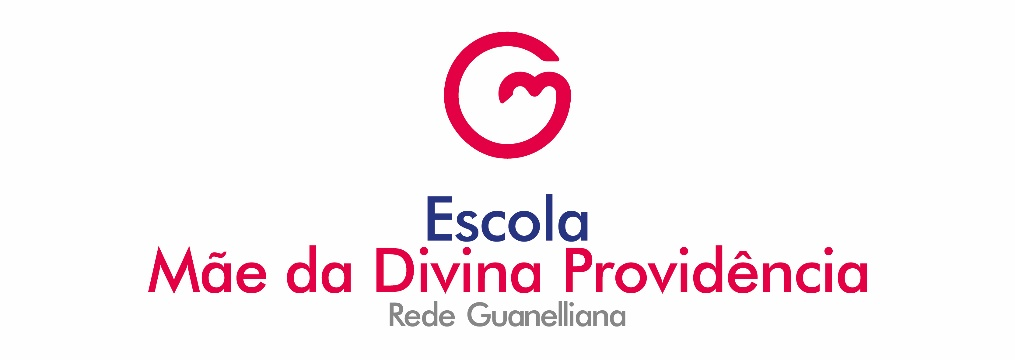 Escola
Mãe da Divina Providência
Rede Guanelliana